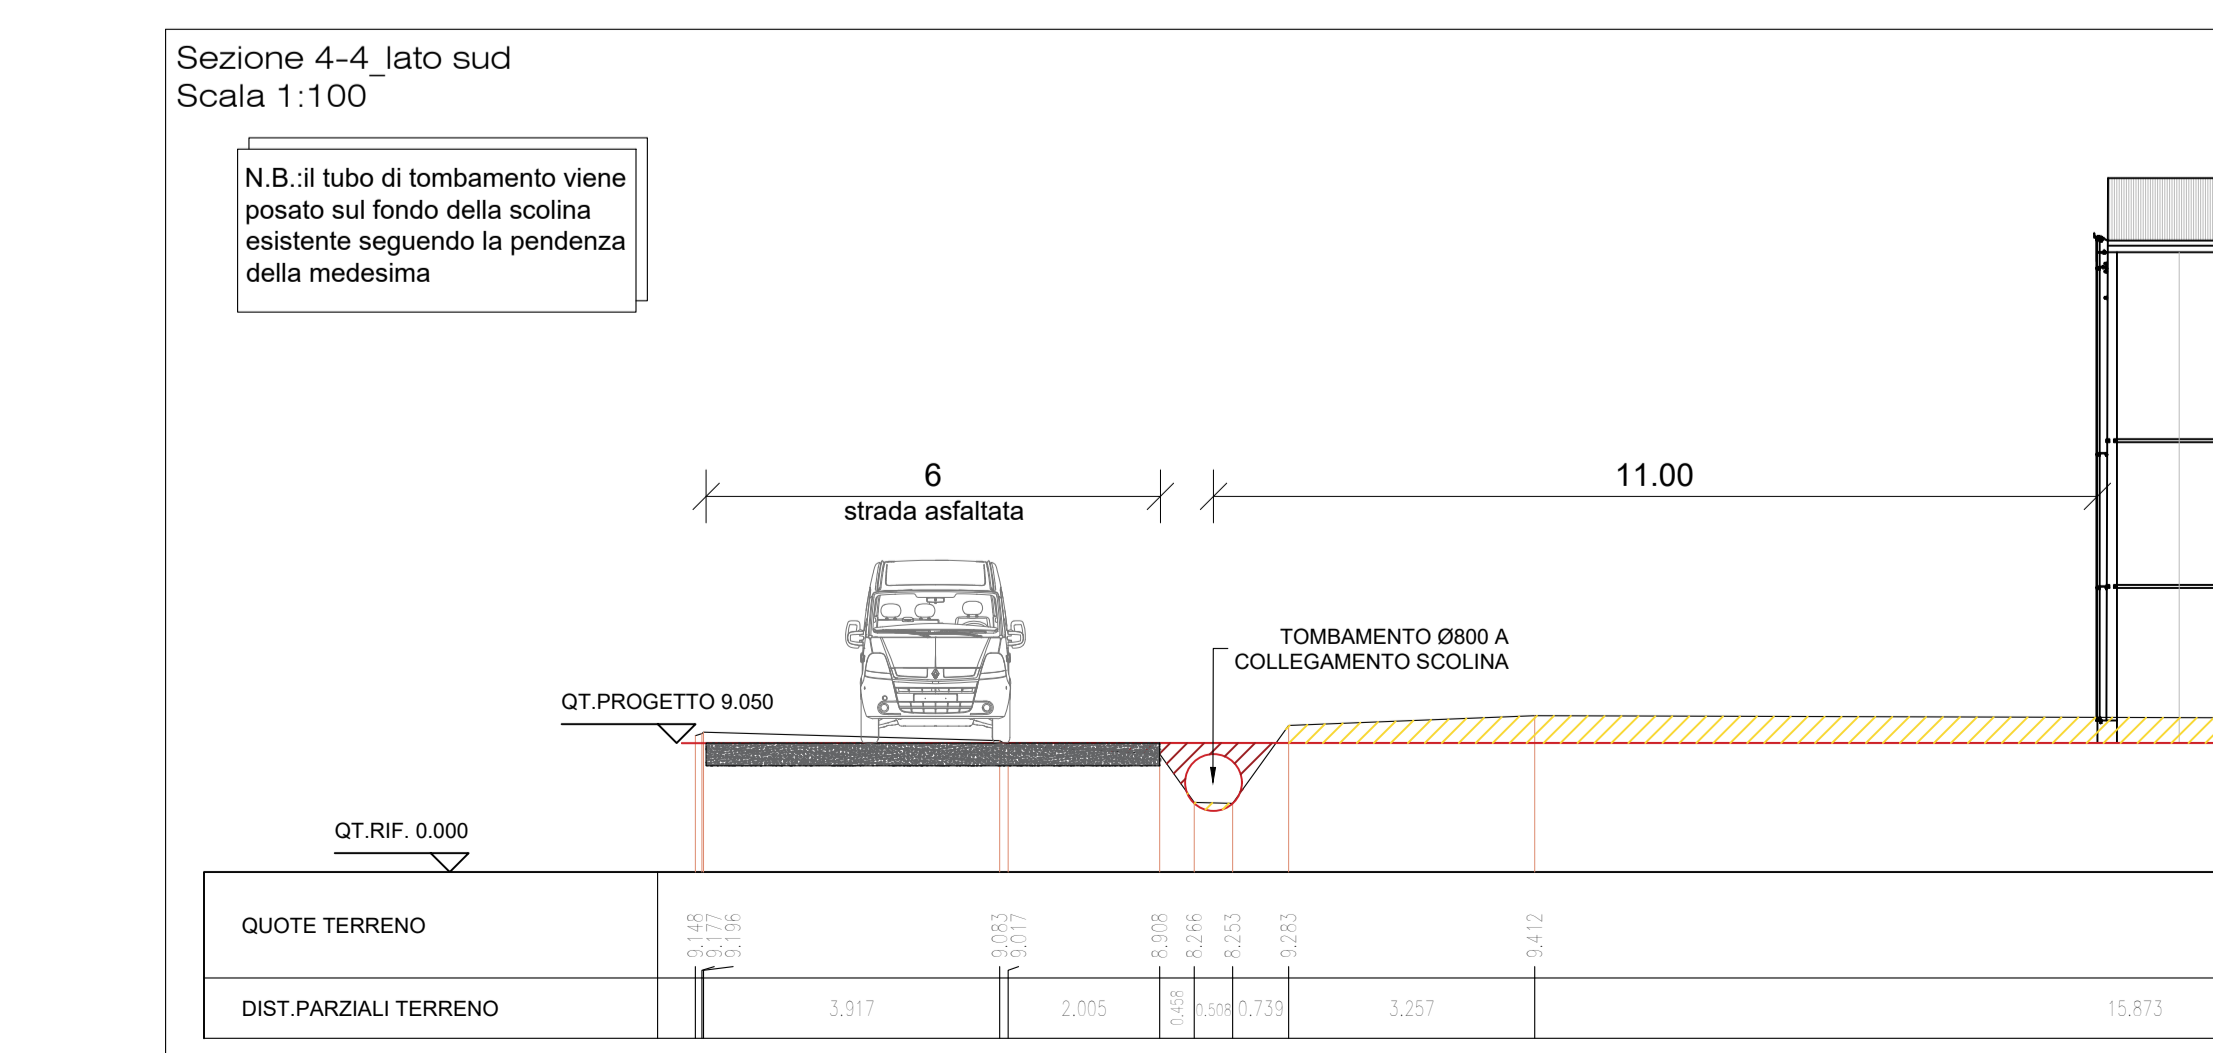 Sezione 4-4_lato sud
Scala 1:100
N.B.:il tubo di tombamento viene
posato sul fondo della scolina
esistente seguendo la pendenza
della medesima
6
strada asfaltata
11.00
TOMBAMENTO Ø800 A
COLLEGAMENTO SCOLINA
QT.PROGETTO 9.050
QT.RIF. 0.000
QUOTE TERRENO
9.148
9.177
9.196
9.083
9.017
8.908
8.266
8.253
9.283
9.412
DIST.PARZIALI TERRENO
3.917
2.005
0.458
0.508
0.739
3.257
15.873